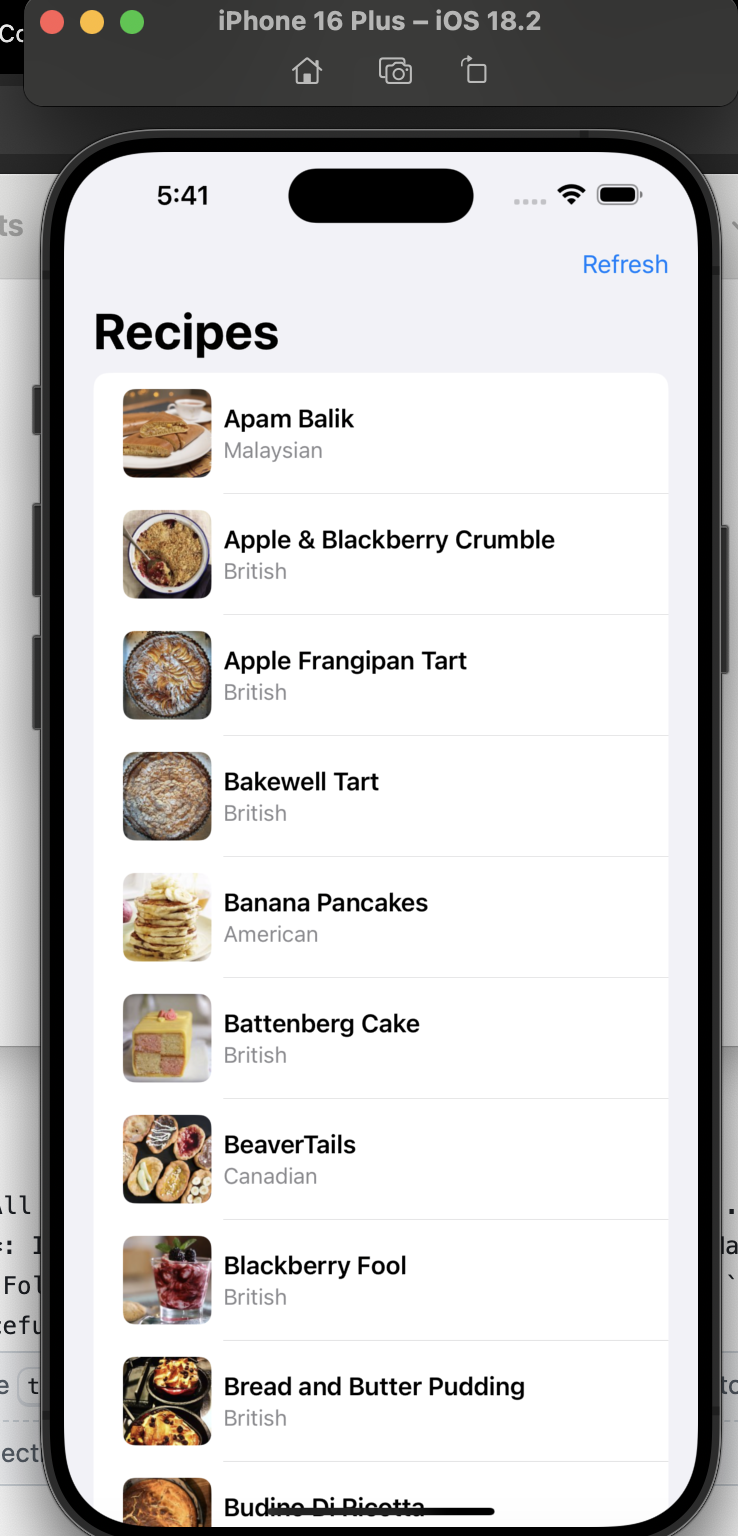 iPhone 16 Plus – iOS 18.2
5:41
Refresh
Recipes
Apam Balik
Malaysian
Apple & Blackberry Crumble
British
Apple Frangipan Tart
British
Bakewell Tart
British
Banana Pancakes
American
Battenberg Cake
British
BeaverTails
Canadian
Blackberry Fool
British
Bread and Butter Pudding
British
Budino Di Ricotta